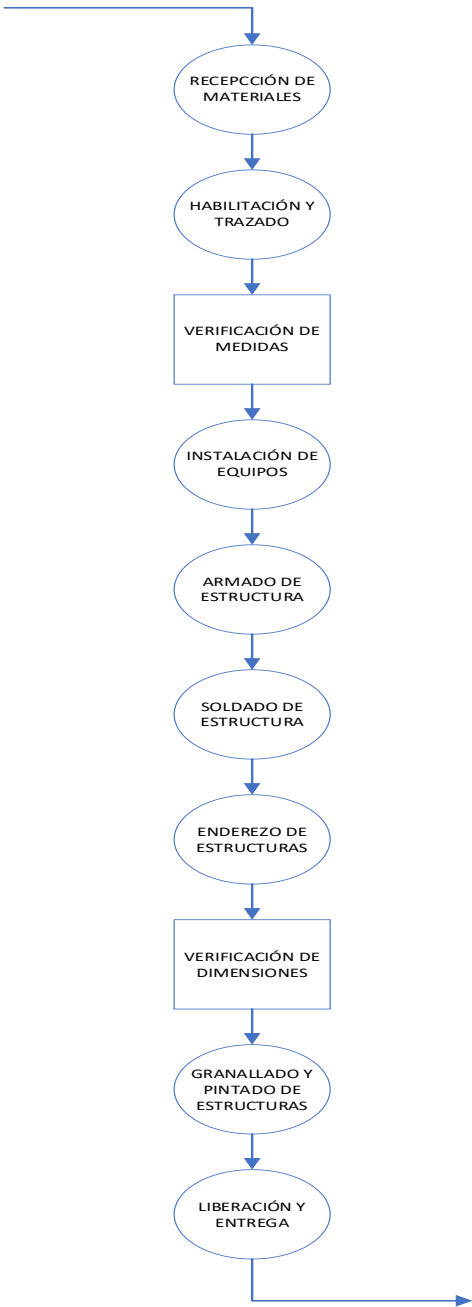 RECEPCCIÓN DE
MATERIALES
HABILITACIÓN Y
TRAZADO
VERIFICACIÓN DE
MEDIDAS
INSTALACIÓN DE
EQUIPOS
ARMADO DE
ESTRUCTURA
SOLDADO DE
ESTRUCTURA
ENDEREZO DE
ESTRUCTURAS
VERIFICACIÓN DE
DIMENSIONES
GRANALLADO Y
PINTADO DE
ESTRUCTURAS
LIBERACIÓN Y
ENTREGA